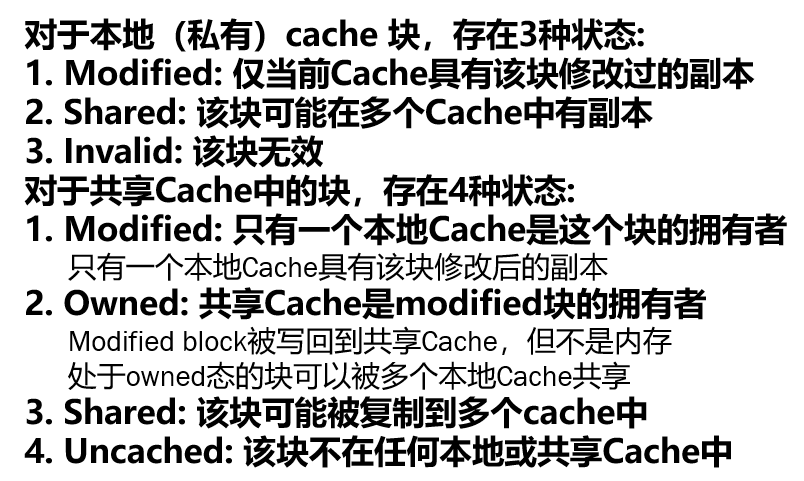 对于本地（私有）cache 块，存在3种状态:
1. Modified: 仅当前Cache具有该块修改过的副本
2. Shared: 该块可能在多个Cache中有副本
3. Invalid: 该块无效
对于共享Cache中的块，存在4种状态:
1. Modified: 只有一个本地Cache是这个块的拥有者
只有一个本地Cache具有该块修改后的副本
2. Owned: 共享Cache是modified块的拥有者
Modified block被写回到共享Cache，但不是内存
处于owned态的块可以被多个本地Cache共享
3. Shared: 该块可能被复制到多个cache中
4. Uncached: 该块不在任何本地或共享Cache中